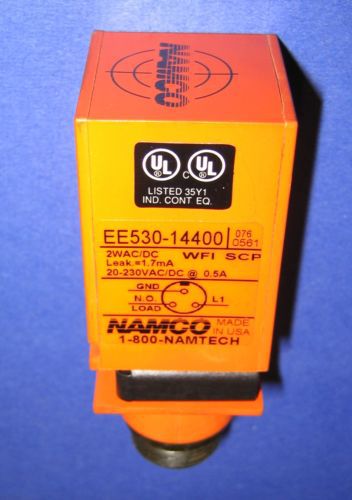 NAMCO
UL C UL
LISTED 35Y1
IND. CONT EQ.
EE530-14400 076 0561
2WAC/DC WFI SCP
Leak.=1.7mA
20-230VAC/DC @ 0.5A
GND
N.O. L1
LOAD
NAMCO MADE IN USA
1-800-NAMTECH